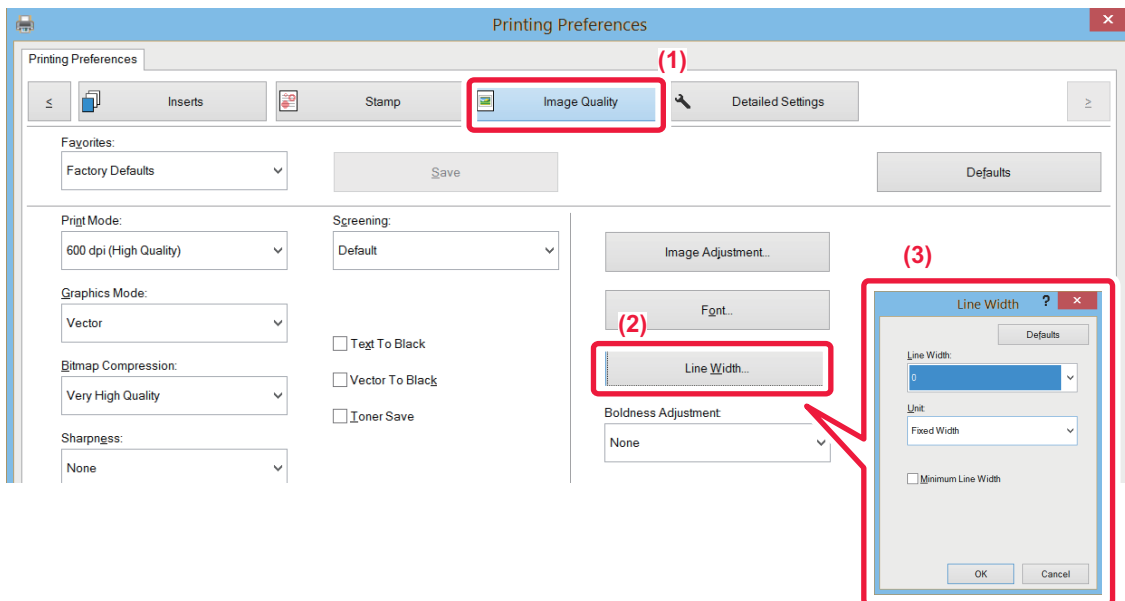 Printing Preferences
Printing Preferences
(1)
<
Inserts
Stamp
Image Quality
Detailed Settings
>
Favorites:
Factory Defaults
Save
Defaults
Print Mode:
600 dpi (High Quality)
Screening:
Default
Image Adjustment...
Graphics Mode:
Vector
Font...
(2)
Text To Black
Line Width...
Bitmap Compression:
Very High Quality
Vector To Black
Toner Save
Boldness Adjustment:
None
Sharpness:
None
(3)
Line Width
?
Defaults
Line Width:
0
Unit:
Fixed Width
Minimum Line Width
OK
Cancel